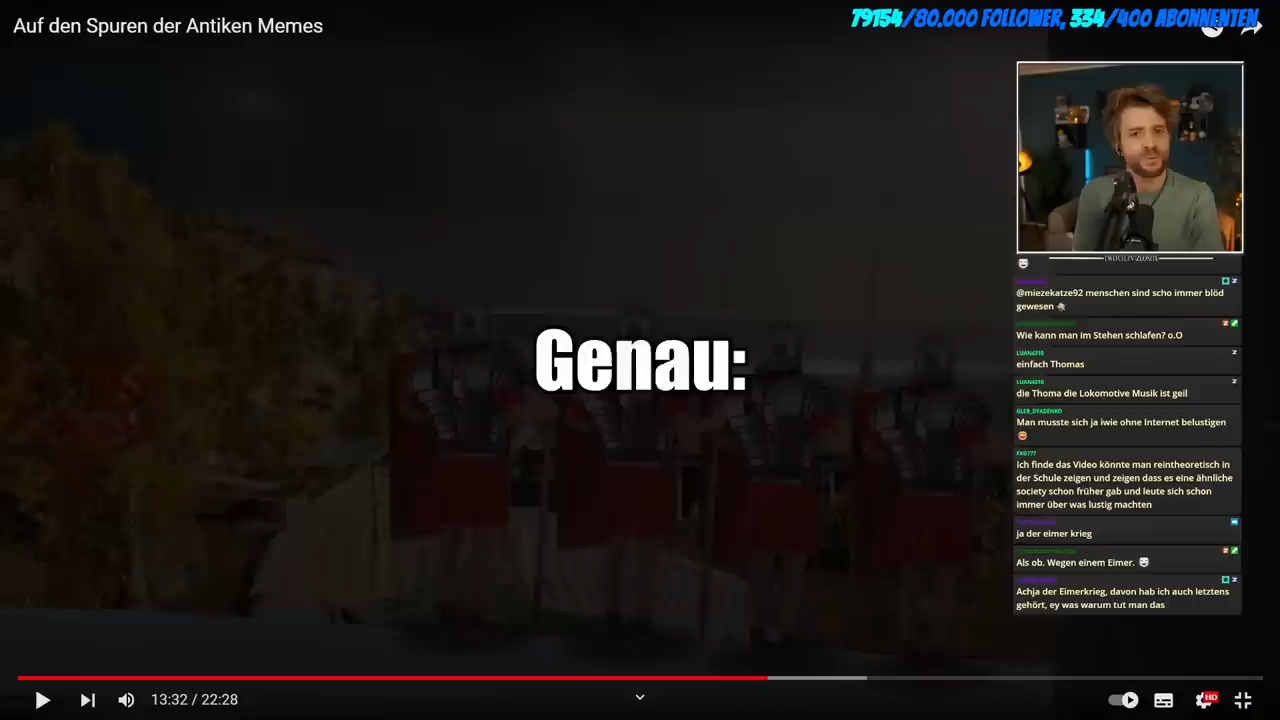 Auf den Spuren der Antiken Memes
79154/80.000 FOLLOWER, 334/400 ABONNENTEN
@miezekatze92 menschen sind scho immer blöd
gewesen
Wie kann man im Stehen schlafen? o.O
LUAN4310
einfach Thomas
LUAN4310
die Thoma die Lokomotive Musik ist geil
GLEB_DYADENKO
Man musste sich ja iwie ohne Internet belustigen
Genau:
FKB777
Ich finde das Video könnte man reintheoretisch in
der Schule zeigen und zeigen dass es eine ähnliche
society schon früher gab und leute sich schon
immer über was lustig machten
ja der eimer krieg
Als ob. Wegen einem Eimer.
Achja der Eimerkrieg, davon hab ich auch letztens
gehört, ey was warum tut man das
13:32 / 22:28
HD